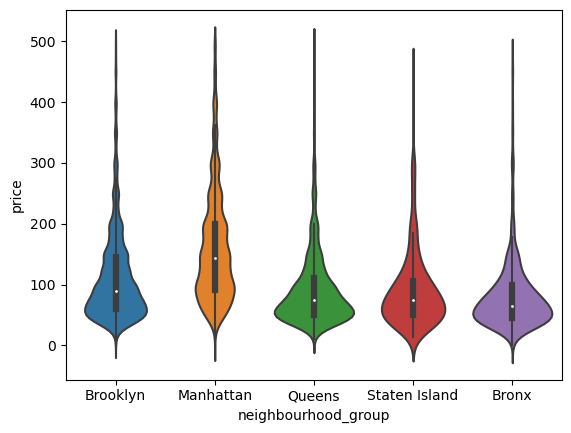 500
400
300
200
100
0
price
Brooklyn Manhattan Queens Staten Island Bronx
neighbourhood_group